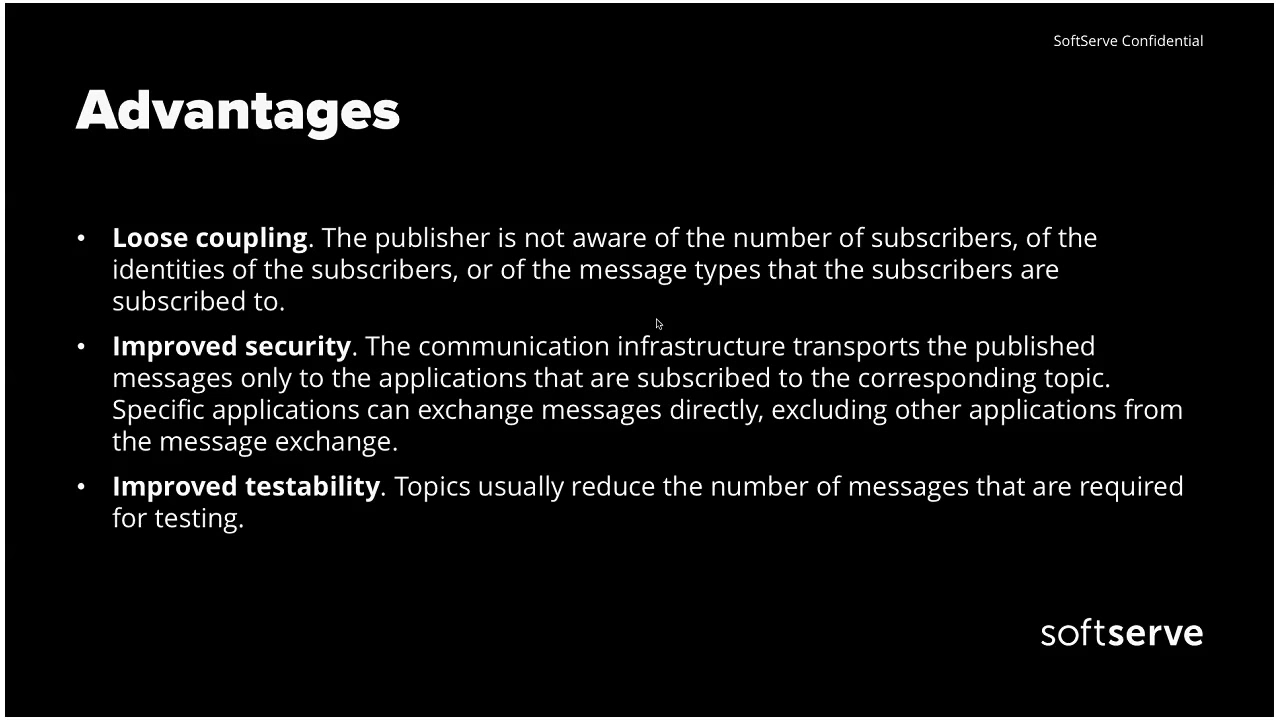 SoftServe Confidential
Advantages
• Loose coupling. The publisher is not aware of the number of subscribers, of the
identities of the subscribers, or of the message types that the subscribers are
subscribed to.
• Improved security. The communication infrastructure transports the published
messages only to the applications that are subscribed to the corresponding topic.
Specific applications can exchange messages directly, excluding other applications from
the message exchange.
• Improved testability. Topics usually reduce the number of messages that are required
for testing.
softserve